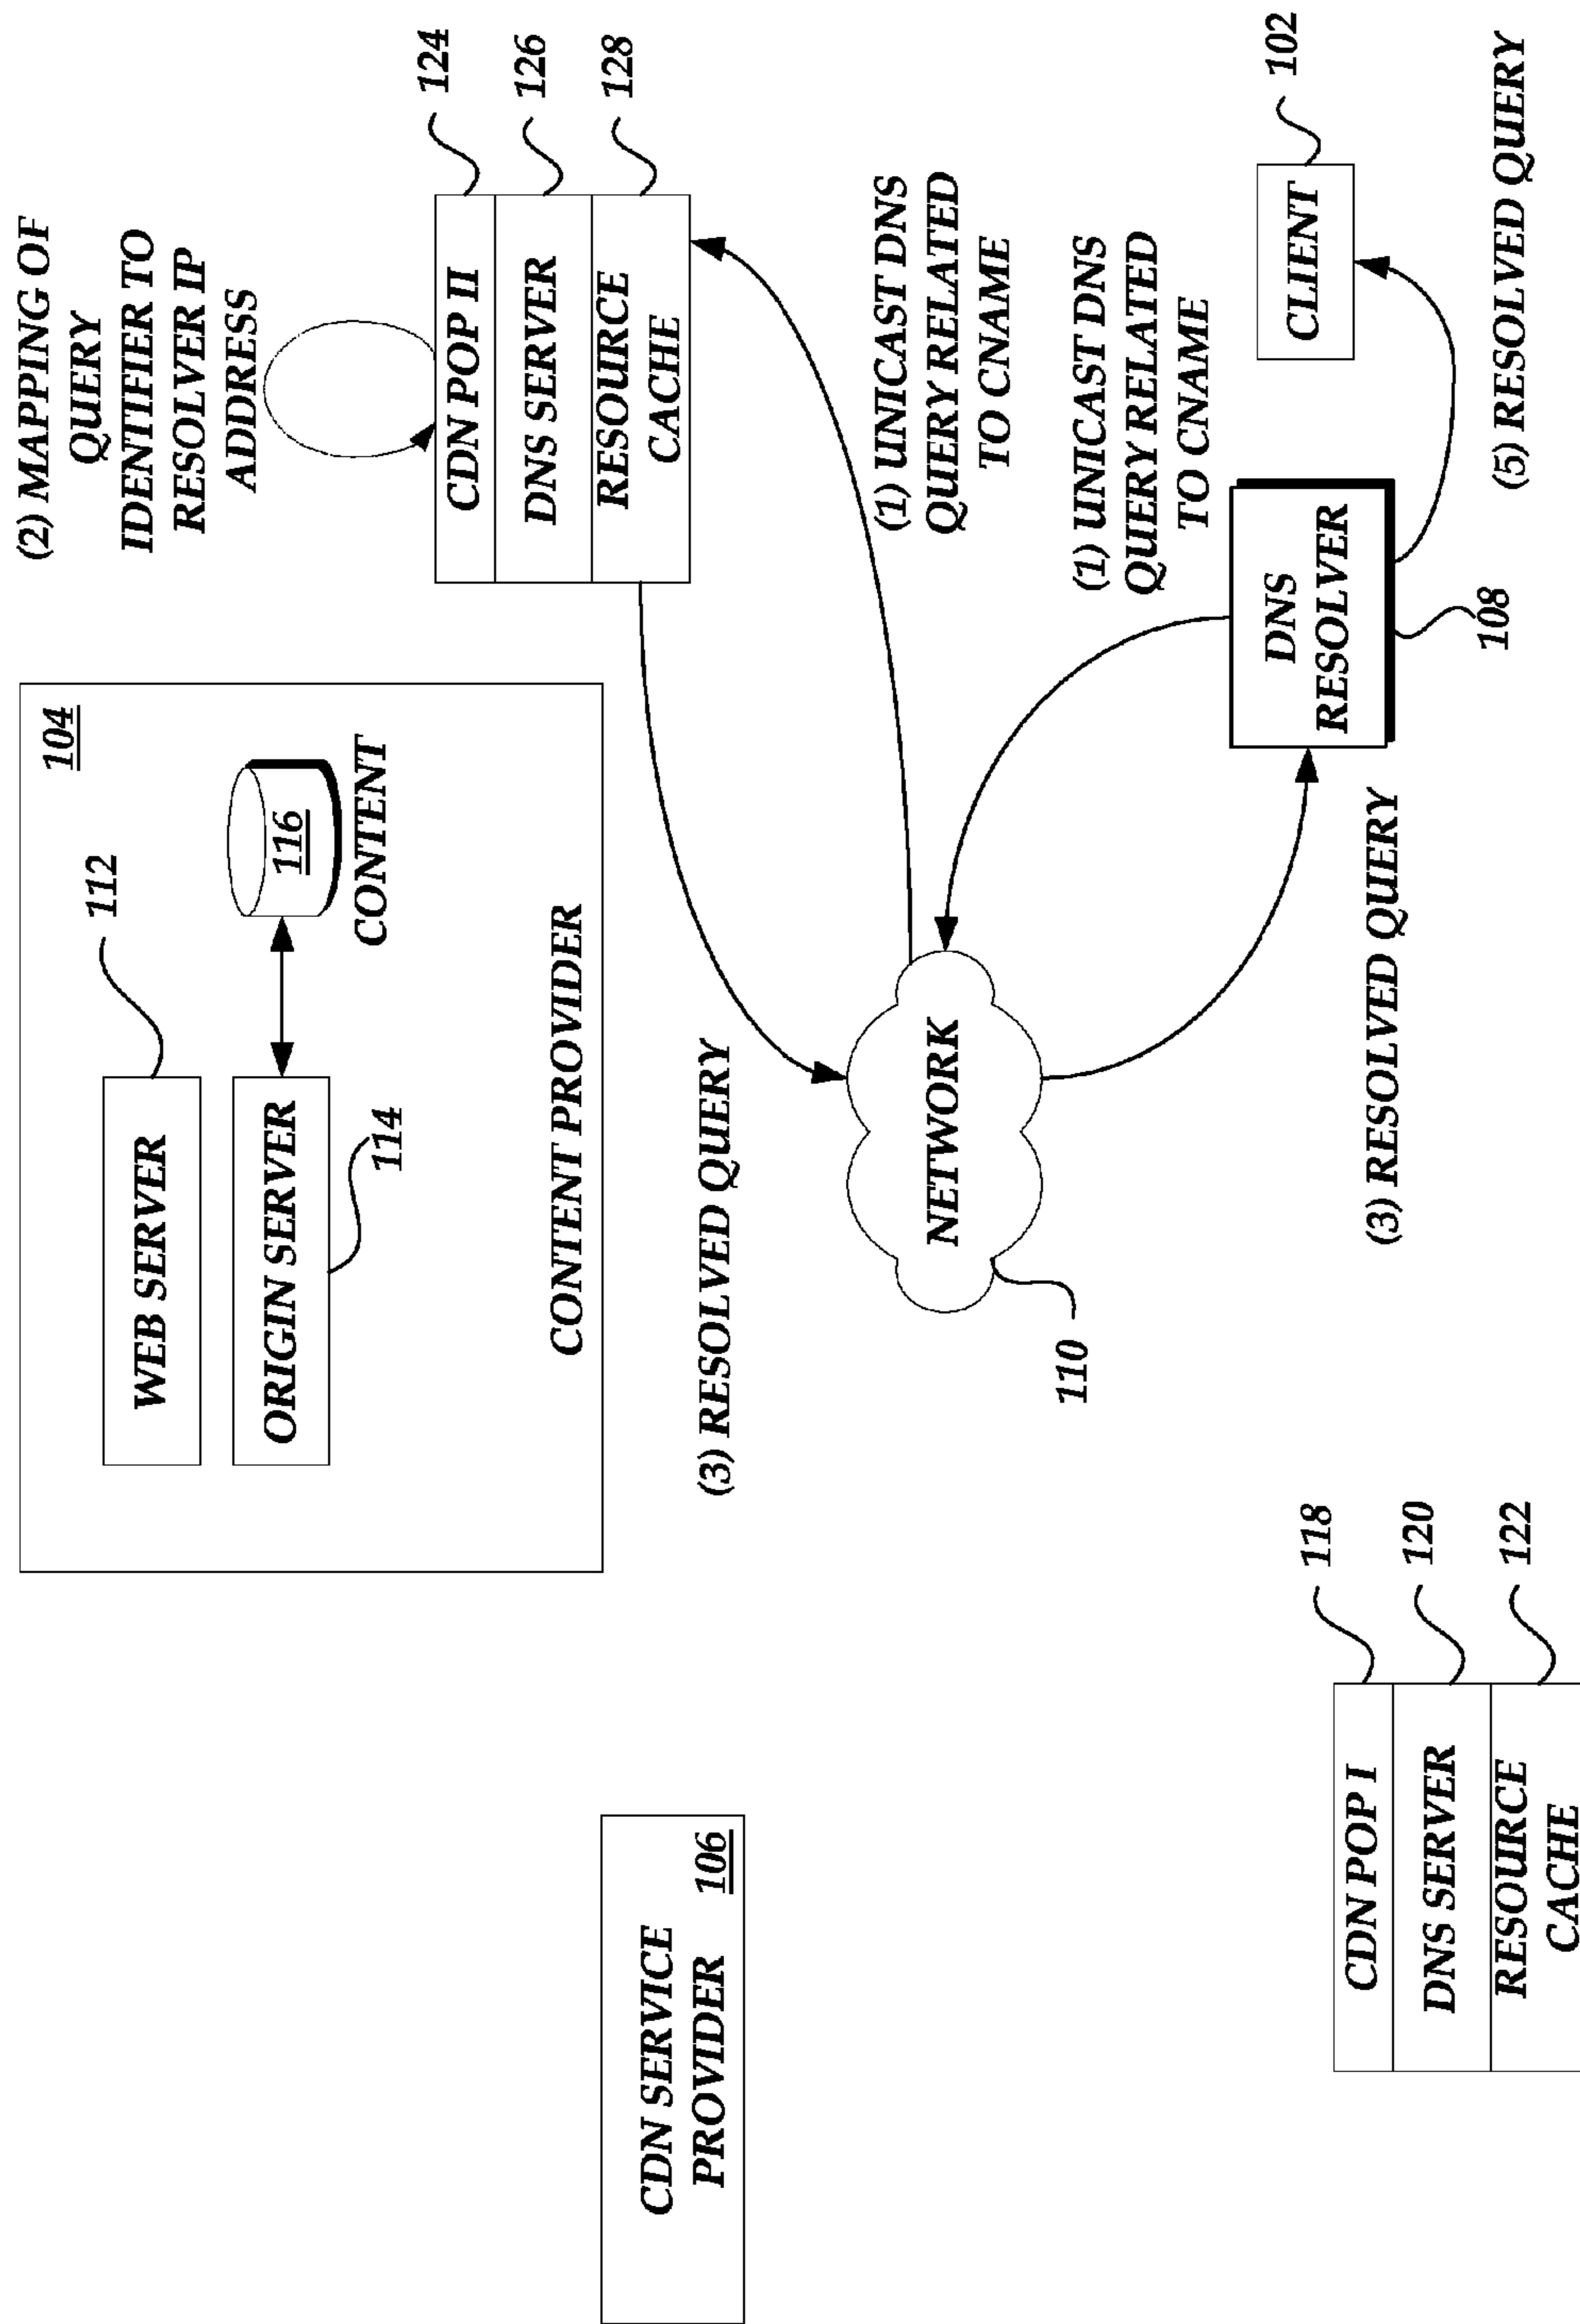 CDN SERVICE
PROVIDER
106
104
WEB SERVER
112
ORIGIN SERVER
114
116
CONTENT
CONTENT PROVIDER
(2) MAPPING OF
QUERY
IDENTIFIER TO
RESOLVER IP
ADDRESS
CDN POP II
124
DNS SERVER
126
RESOURCE
CACHE
128
(3) RESOLVED QUERY
(1) UNICAST DNS
QUERY RELATED
TO CNAME
NETWORK
110
(1) UNICAST DNS
QUERY RELATED
TO CNAME
CDN POP I
118
DNS SERVER
120
RESOURCE
CACHE
122
(3) RESOLVED QUERY
DNS
RESOLVER
108
CLIENT
102
(5) RESOLVED QUERY